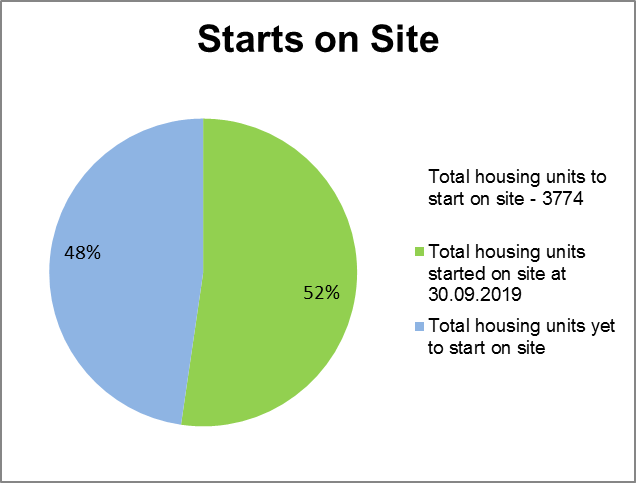 Starts on Site
48%
52%
Total housing units to
start on site - 3774
Total housing units
started on site at
30.09.2019
Total housing units yet
to start on site